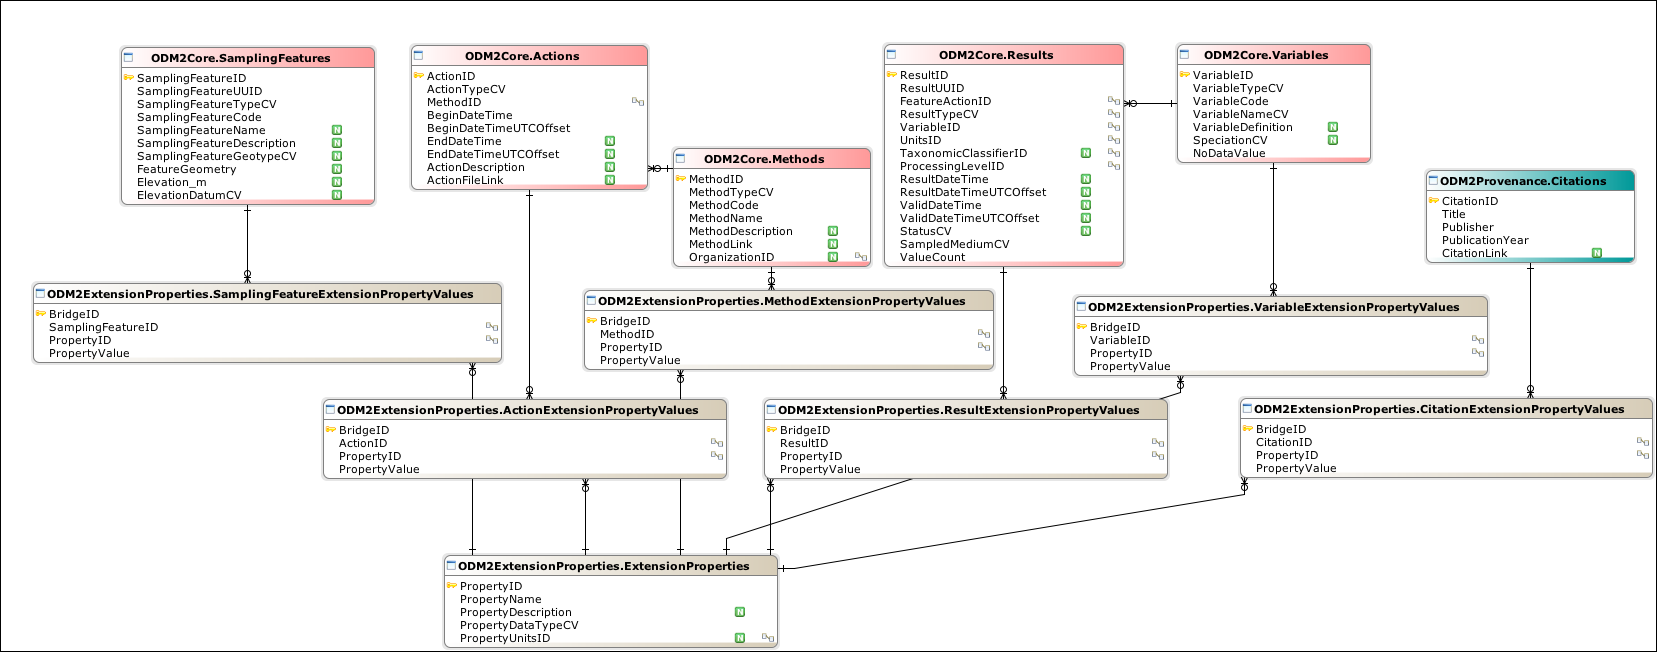 ODM2Core.SamplingFeatures
SamplingFeatureID
SamplingFeatureUUID
SamplingFeatureTypeCV
SamplingFeatureCode
SamplingFeatureName N
SamplingFeatureDescription N
SamplingFeatureGeotypeCV N
FeatureGeometry N
Elevation_m N
ElevationDatumCV N
ODM2Core.Actions
ActionID
ActionTypeCV
MethodID
BeginDateTime
BeginDateTimeUTCOffset
EndDateTime N
EndDateTimeUTCOffset N
ActionDescription N
ActionFileLink N
ODM2Core.Methods
MethodID
MethodTypeCV
MethodCode
MethodName
MethodDescription N
MethodLink N
OrganizationID N
ODM2Core.Results
ResultID
ResultUUID
FeatureActionID
ResultTypeCV
VariableID
UnitsID
TaxonomicClassifierID N
ProcessingLevelID
ResultDateTime N
ResultDateTimeUTCOffset N
ValidDateTime N
ValidDateTimeUTCOffset N
StatusCV N
SampledMediumCV
ValueCount
ODM2Core.Variables
VariableID
VariableTypeCV
VariableCode
VariableNameCV
VariableDefinition N
SpeciationCV N
NoDataValue
ODM2Provenance.Citations
CitationID
Title
Publisher
PublicationYear
CitationLink N
ODM2ExtensionProperties.SamplingFeatureExtensionPropertyValues
BridgeID
SamplingFeatureID
PropertyID
PropertyValue
ODM2ExtensionProperties.MethodExtensionPropertyValues
BridgeID
MethodID
PropertyID
PropertyValue
ODM2ExtensionProperties.VariableExtensionPropertyValues
BridgeID
VariableID
PropertyID
PropertyValue
ODM2ExtensionProperties.ActionExtensionPropertyValues
BridgeID
ActionID
PropertyID
PropertyValue
ODM2ExtensionProperties.ResultExtensionPropertyValues
BridgeID
ResultID
PropertyID
PropertyValue
ODM2ExtensionProperties.CitationExtensionPropertyValues
BridgeID
CitationID
PropertyID
PropertyValue
ODM2ExtensionProperties.ExtensionProperties
PropertyID
PropertyName
PropertyDescription N
PropertyDataTypeCV
PropertyUnitsID N